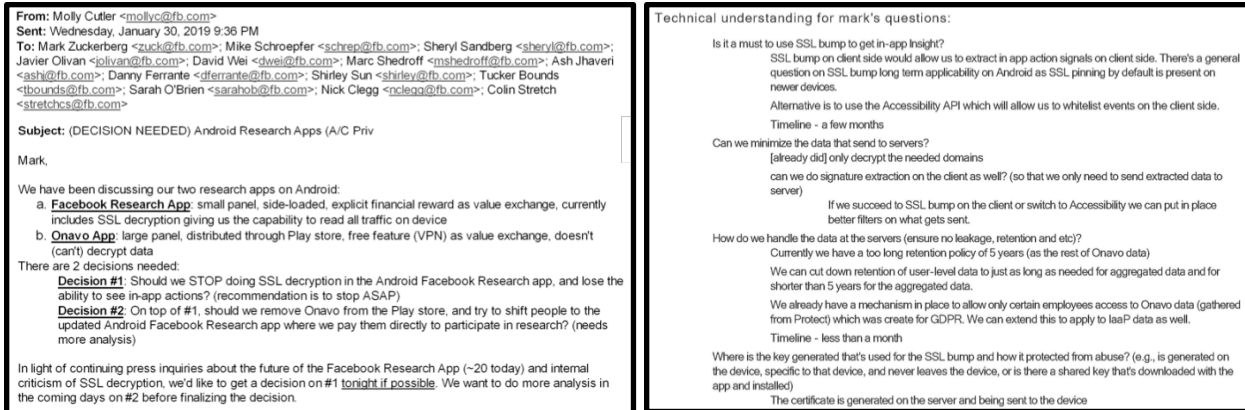 From: Molly Cutler <mollyc@fb.com>
Sent: Wednesday, January 30, 2019 9:36 PM
To: Mark Zuckerberg <zuck@fb.com>; Mike Schroepfer <schrep@fb.com>; Sheryl Sandberg <sheryl@fb.com>;
Javier Olivan <jolivan@fb.com>; David Wei <dwei@fb.com>; Marc Shedroff <mshedroff@fb.com>; Ash Jhaveri
<ashj@fb.com>; Danny Ferrante <dferrante@fb.com>; Shirley Sun <shirley@fb.com>; Tucker Bounds
<tbounds@fb.com>; Sarah O'Brien <sarahob@fb.com>; Nick Clegg <nclegg@fb.com>; Colin Stretch
<stretchcs@fb.com>
Subject: (DECISION NEEDED) Android Research Apps (A/C Priv
Mark,
We have been discussing our two research apps on Android:
a. Facebook Research App: small panel, side-loaded, explicit financial reward as value exchange, currently
includes SSL decryption giving us the capability to read all traffic on device
b. Onavo App: large panel, distributed through Play store, free feature (VPN) as value exchange, doesn't
(can't) decrypt data
There are 2 decisions needed:
Decision #1: Should we STOP doing SSL decryption in the Android Facebook Research app, and lose the
ability to see in-app actions? (recommendation is to stop ASAP)
Decision #2: On top of #1, should we remove Onavo from the Play store, and try to shift people to the
updated Android Facebook Research app where we pay them directly to participate in research? (needs
more analysis)
In light of continuing press inquiries about the future of the Facebook Research App (~20 today) and internal
criticism of SSL decryption, we'd like to get a decision on #1 tonight if possible. We want to do more analysis in
the coming days on #2 before finalizing the decision.
Technical understanding for mark's questions:
Is it a must to use SSL bump to get in-app Insight?
SSL bump on client side would allow us to extract in app action signals on client side. There's a general
question on SSL bump long term applicability on Android as SSL pinning by default is present on
newer devices.
Alternative is to use the Accessibility API which will allow us to whitelist events on the client side.
Timeline - a few months
Can we minimize the data that send to servers?
[already did] only decrypt the needed domains
can we do signature extraction on the client as well? (so that we only need to send extracted data to
server)
If we succeed to SSL bump on the client or switch to Accessibility we can put in place
better filters on what gets sent.
How do we handle the data at the servers (ensure no leakage, retention and etc)?
Currently we have a too long retention policy of 5 years (as the rest of Onavo data)
We can cut down retention of user-level data to just as long as needed for aggregated data and for
shorter than 5 years for the aggregated data.
We already have a mechanism in place to allow only certain employees access to Onavo data (gathered
from Protect) which was create for GDPR. We can extend this to apply to IaaP data as well.
Timeline - less than a month
Where is the key generated that's used for the SSL bump and how it protected from abuse? (e.g., is generated on
the device, specific to that device, and never leaves the device, or is there a shared key that's downloaded with the
app and installed)
The certificate is generated on the server and being sent to the device